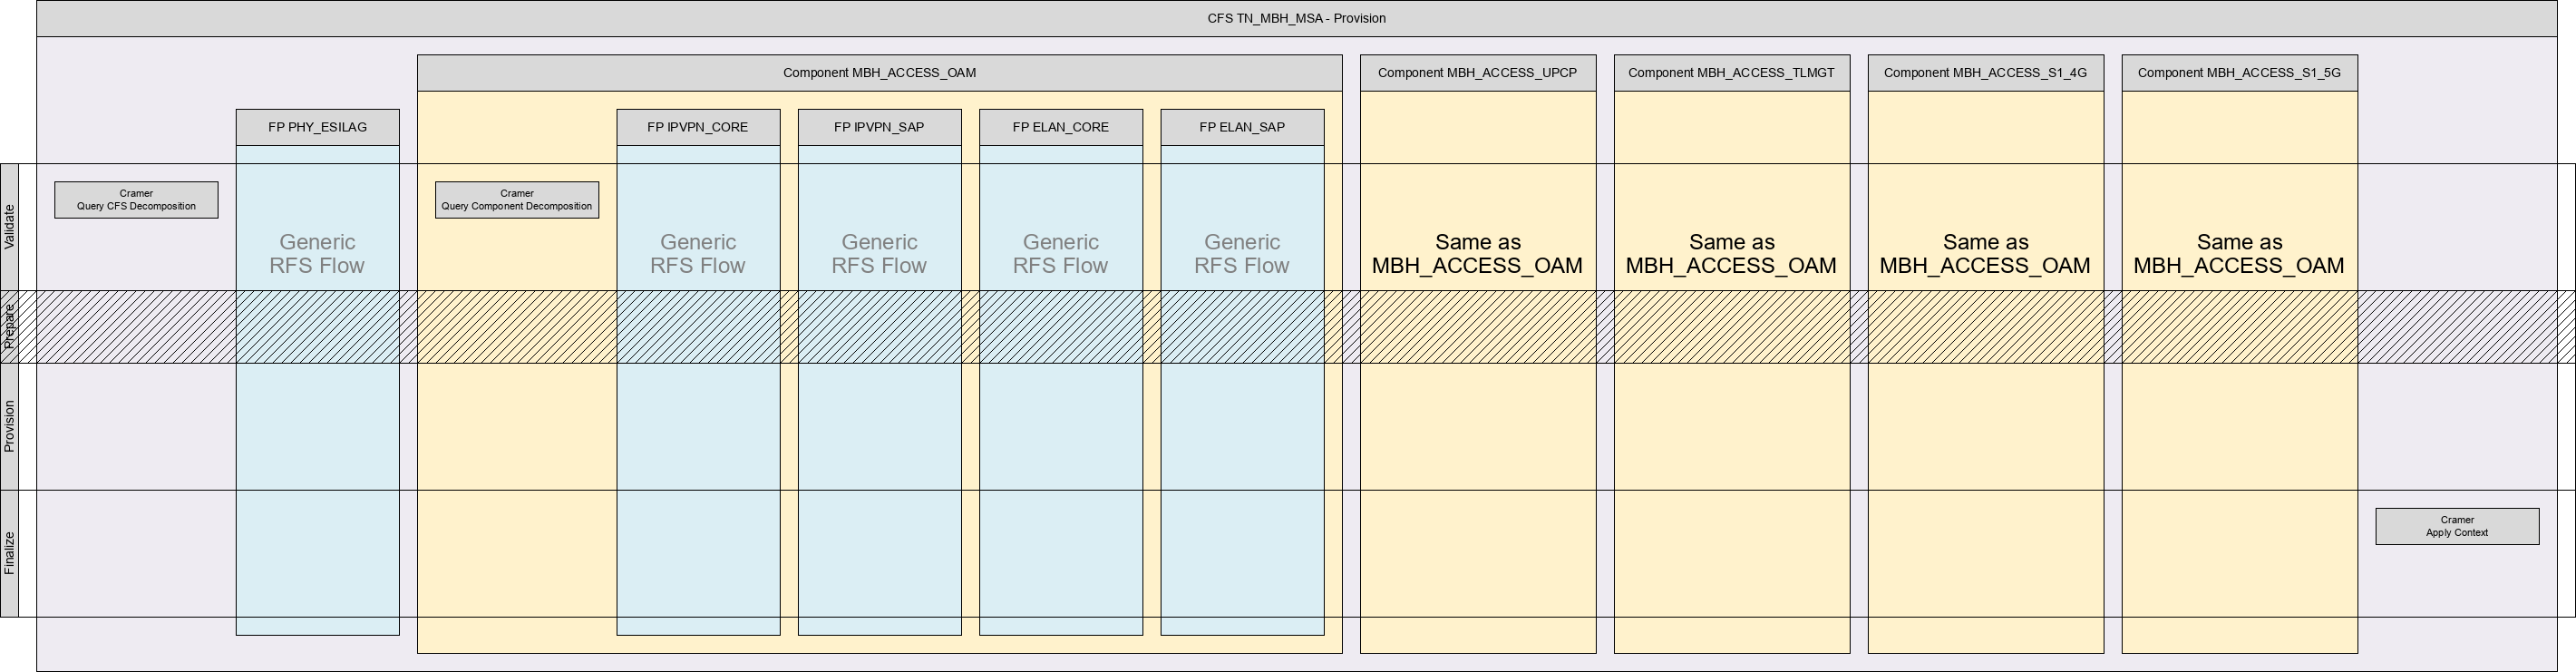 CFS TN_MBH_MSA - Provision
Component MBH_ACCESS_OAM
Component MBH_ACCESS_UPCP
Component MBH_ACCESS_TLMGT
Component MBH_ACCESS_S1_4G
Component MBH_ACCESS_S1_5G
FP PHY_ESILAG
FP IPVPN_CORE
FP IPVPN_SAP
FP ELAN_CORE
FP ELAN_SAP
Validate
Cramer
Query CFS Decomposition
Generic
RFS Flow
Cramer
Query Component Decomposition
Generic
RFS Flow
Generic
RFS Flow
Generic
RFS Flow
Generic
RFS Flow
Same as
MBH_ACCESS_OAM
Same as
MBH_ACCESS_OAM
Same as
MBH_ACCESS_OAM
Same as
MBH_ACCESS_OAM
Prepare
Provision
Finalize
Cramer
Apply Context